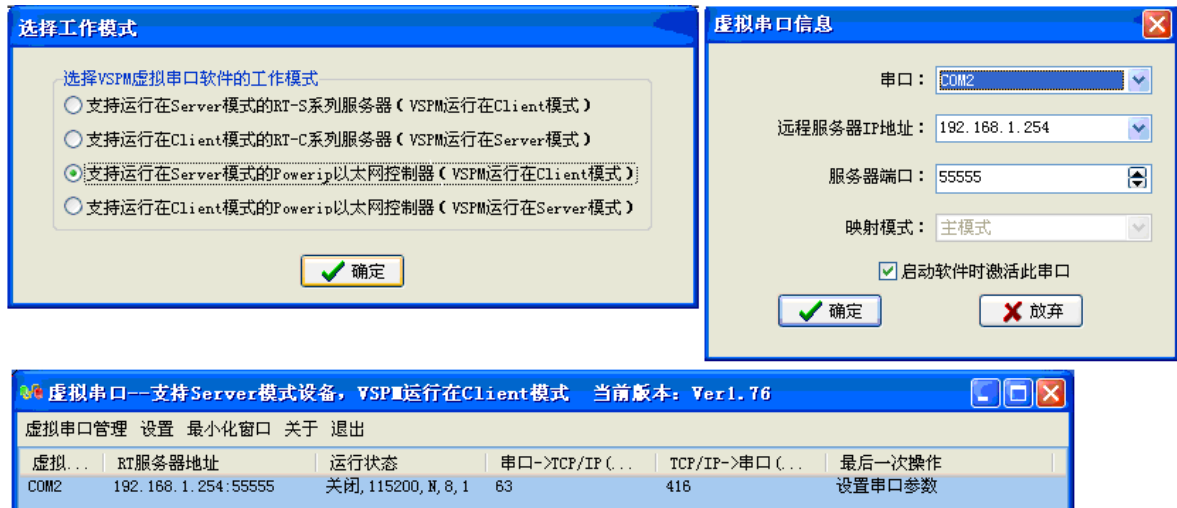 选择工作模式
选择VSPM虚拟串口软件的工作模式
支持运行在Server模式的RT-S系列服务器(VSPM运行在Client模式)
支持运行在Client模式的RT-C系列服务器(VSPM运行在Server模式)
支持运行在Server模式的Powerip以太网控制器(VSPM运行在Client模式)
支持运行在Client模式的Powerip以太网控制器(VSPM运行在Server模式)
确定
虚拟串口信息
串口: COM2
远程服务器IP地址: 192.168.1.254
服务器端口: 55555
映射模式: 主模式
启动软件时激活此串口
确定 放弃
虚拟串口--支持Server模式设备,VSPM运行在Client模式 当前版本: Ver1.76
虚拟串口管理 设置 最小化窗口 关于 退出
虚拟... RT服务器地址 运行状态 串口->TCP/IP(... TCP/IP->串口(... 最后一次操作
COM2 192.168.1.254:55555 关闭,115200,N,8,1 63 416 设置串口参数